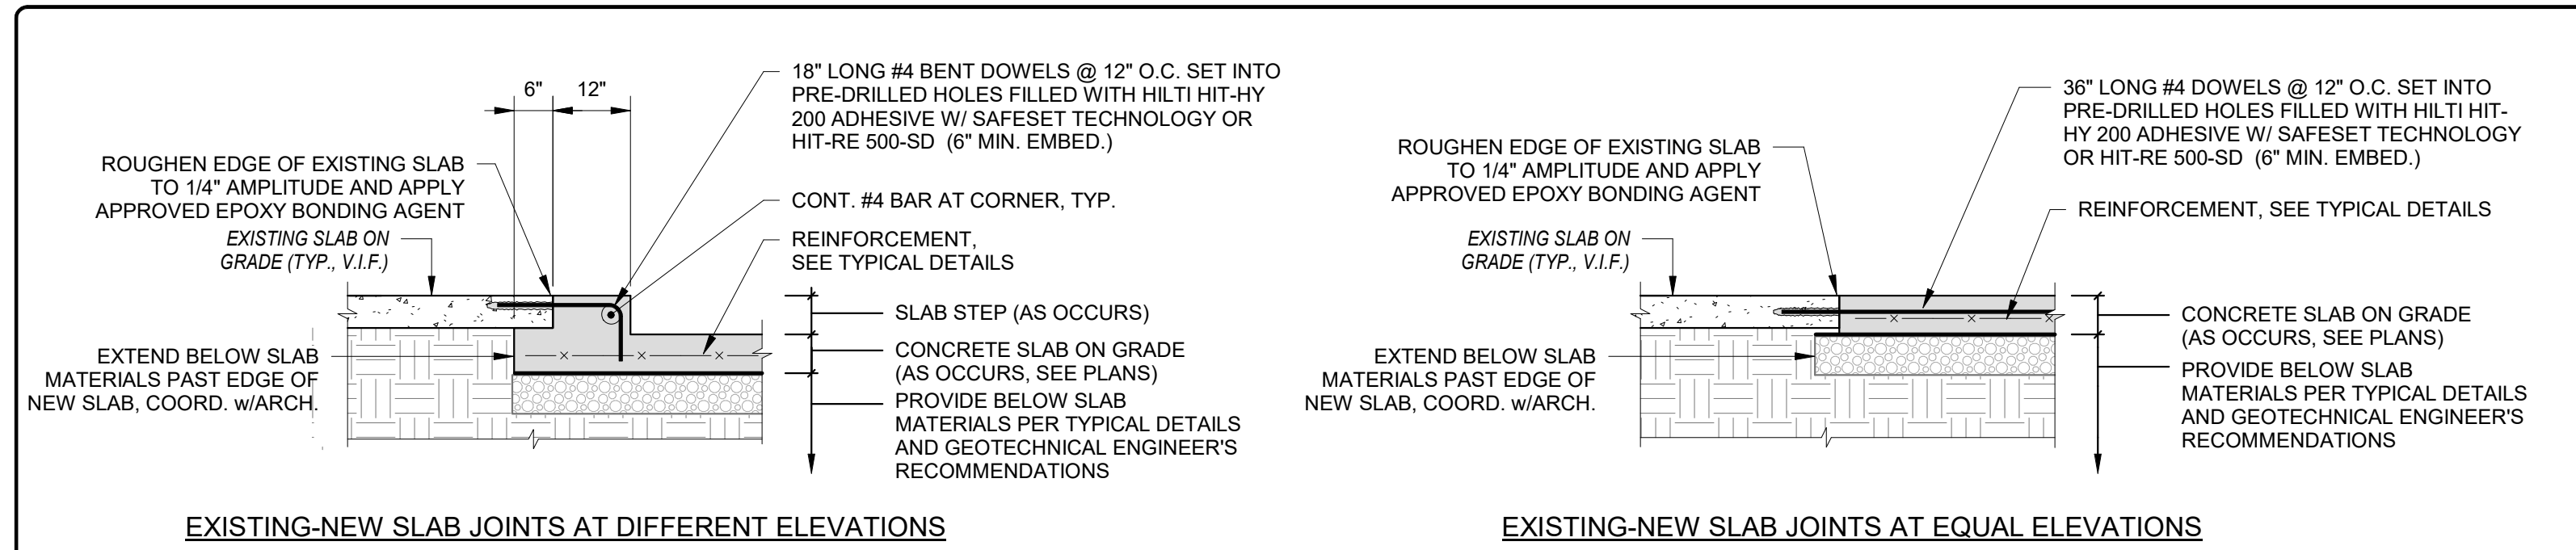 6" 12"
18" LONG #4 BENT DOWELS @ 12" O.C. SET INTO
PRE-DRILLED HOLES FILLED WITH HILTI HIT-HY
200 ADHESIVE W/ SAFESET TECHNOLOGY OR
HIT-RE 500-SD (6" MIN. EMBED.)
ROUGHEN EDGE OF EXISTING SLAB
TO 1/4" AMPLITUDE AND APPLY
APPROVED EPOXY BONDING AGENT
CONT. #4 BAR AT CORNER, TYP.
EXISTING SLAB ON
GRADE (TYP., V.I.F.)
REINFORCEMENT,
SEE TYPICAL DETAILS
SLAB STEP (AS OCCURS)
EXTEND BELOW SLAB
MATERIALS PAST EDGE OF
NEW SLAB, COORD. w/ARCH.
CONCRETE SLAB ON GRADE
(AS OCCURS, SEE PLANS)
PROVIDE BELOW SLAB
MATERIALS PER TYPICAL DETAILS
AND GEOTECHNICAL ENGINEER'S
RECOMMENDATIONS
EXISTING-NEW SLAB JOINTS AT DIFFERENT ELEVATIONS
36" LONG #4 DOWELS @ 12" O.C. SET INTO
PRE-DRILLED HOLES FILLED WITH HILTI HIT-
HY 200 ADHESIVE W/ SAFESET TECHNOLOGY
OR HIT-RE 500-SD (6" MIN. EMBED.)
ROUGHEN EDGE OF EXISTING SLAB
TO 1/4" AMPLITUDE AND APPLY
APPROVED EPOXY BONDING AGENT
REINFORCEMENT, SEE TYPICAL DETAILS
EXISTING SLAB ON
GRADE (TYP., V.I.F.)
CONCRETE SLAB ON GRADE
(AS OCCURS, SEE PLANS)
EXTEND BELOW SLAB
MATERIALS PAST EDGE OF
NEW SLAB, COORD. w/ARCH.
PROVIDE BELOW SLAB
MATERIALS PER TYPICAL DETAILS
AND GEOTECHNICAL ENGINEER'S
RECOMMENDATIONS
EXISTING-NEW SLAB JOINTS AT EQUAL ELEVATIONS